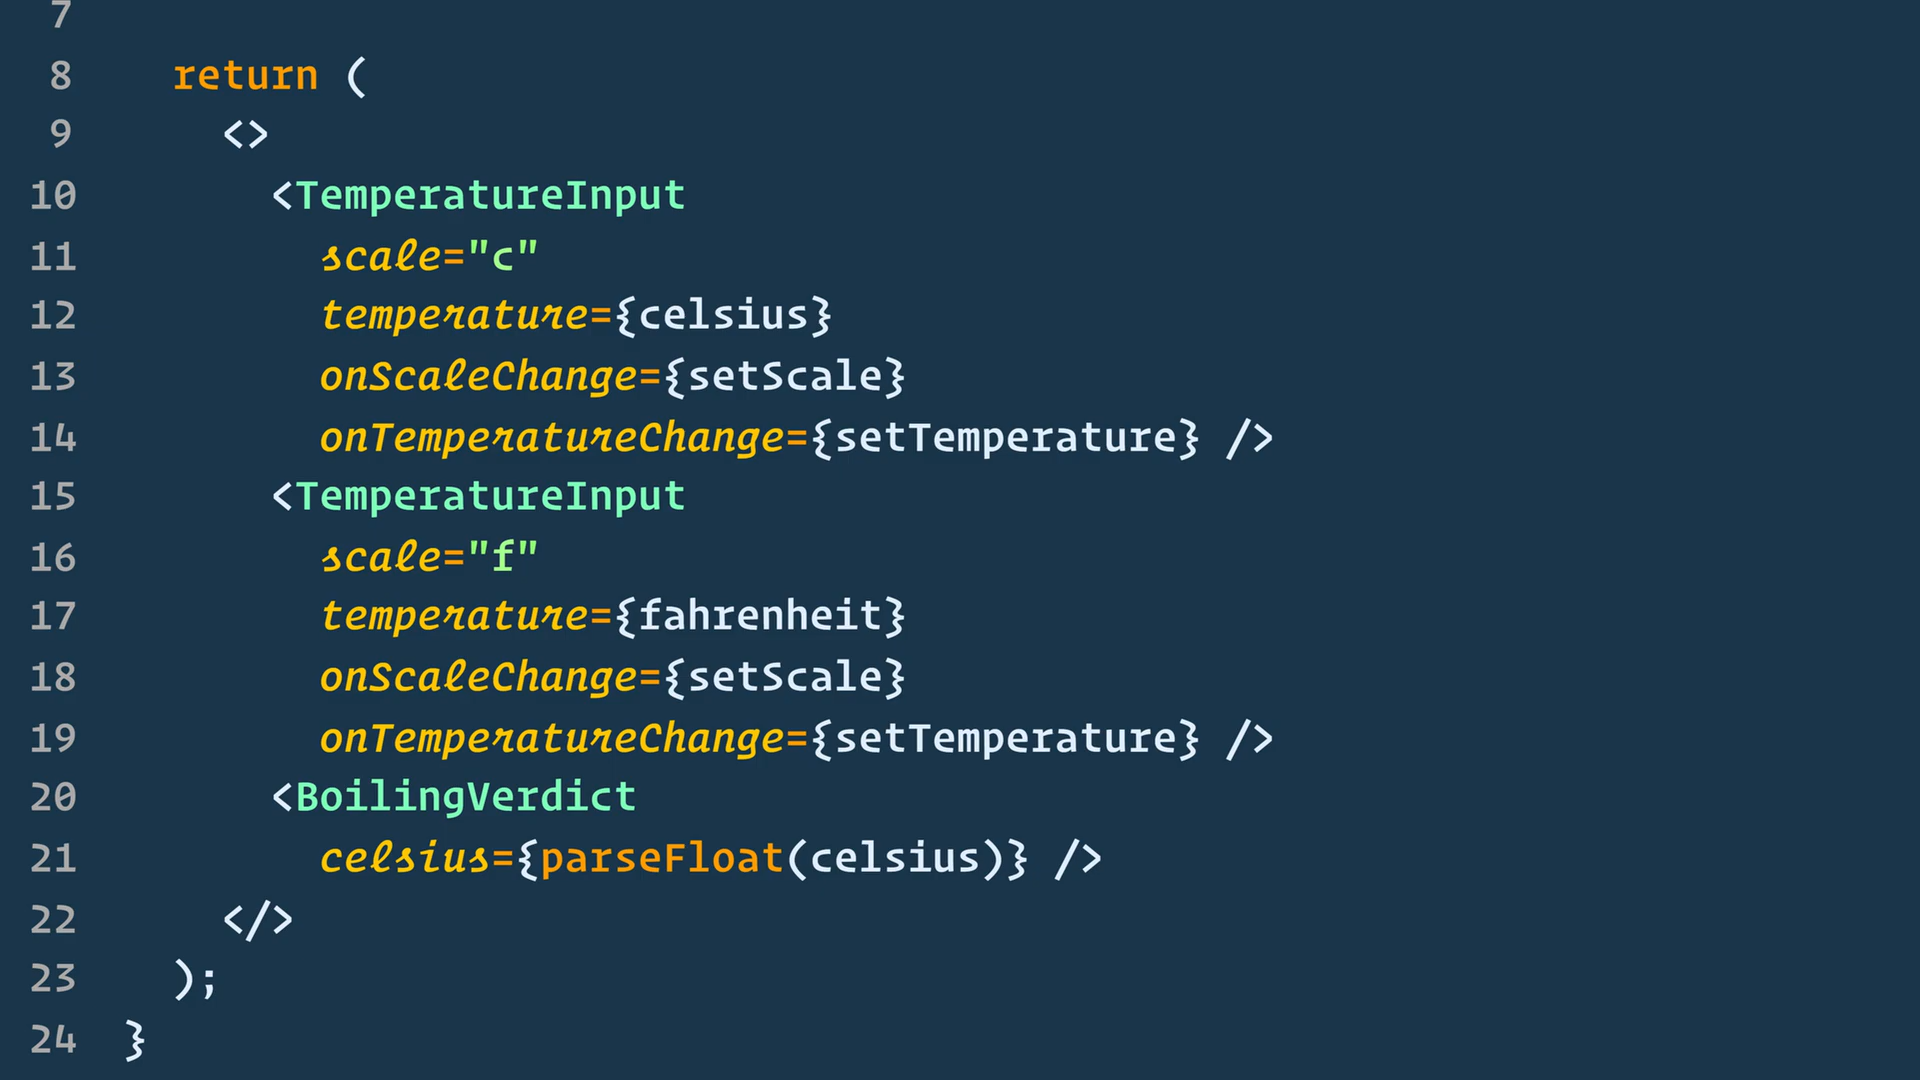 7
8 return (
9 <>
10 <TemperatureInput
11 scale="c"
12 temperature={celsius}
13 onScaleChange={setScale}
14 onTemperatureChange={setTemperature} />
15 <TemperatureInput
16 scale="f"
17 temperature={fahrenheit}
18 onScaleChange={setScale}
19 onTemperatureChange={setTemperature} />
20 <BoilingVerdict
21 celsius={parseFloat(celsius)} />
22 </>
23 );
24 }